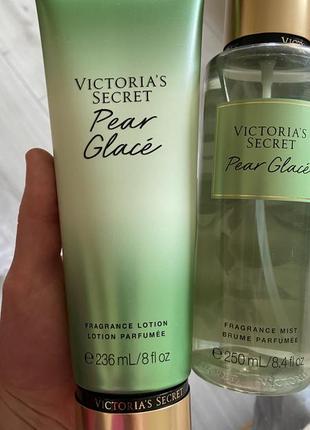 VICTORIA'S
SECRET
Pear
Glacé
FRAGRANCE LOTION
LOTION PARFUMÉE
e 236 mL/8 fl oz
VICTORIA'S SECRET
VICTORIA'S
SECRET
Pear Glacé
FRAGRANCE MIST
BRUME PARFUMÉE
e 250 mL/8.4 fl oz